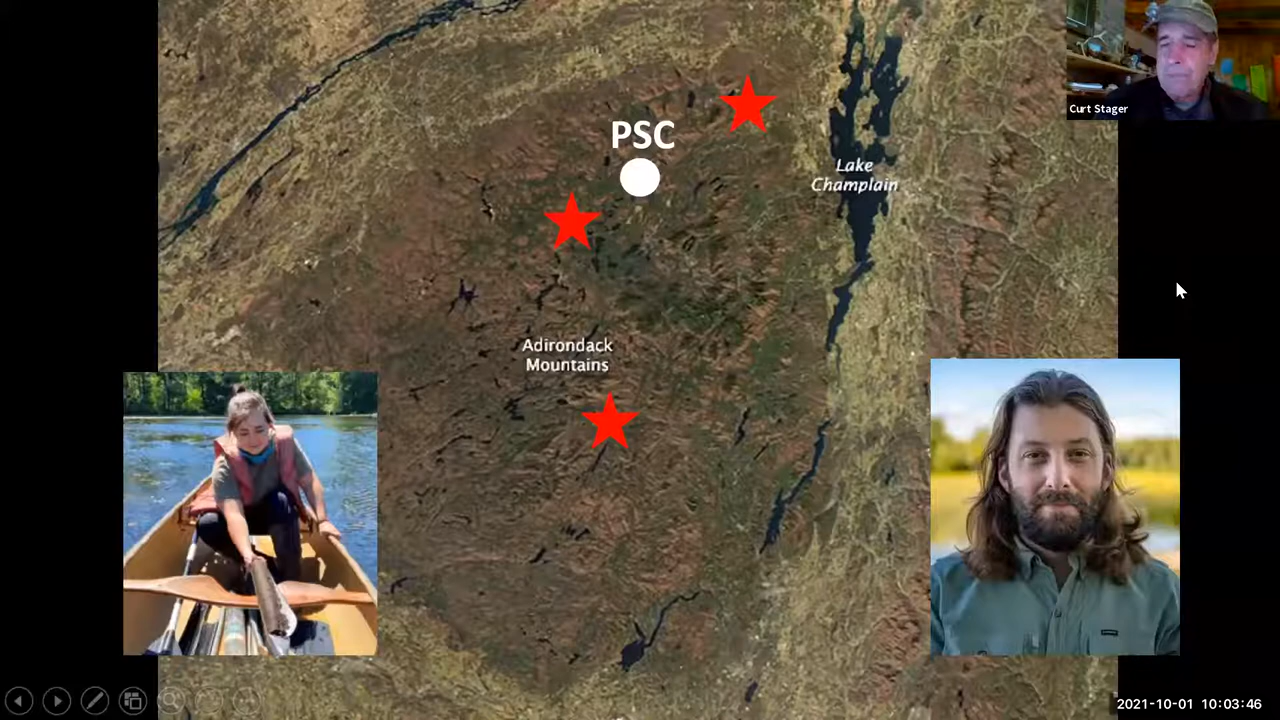 Curt Stager
PSC
Lake
Champlain
Adirondack
Mountains
2021-10-01 10:03:46